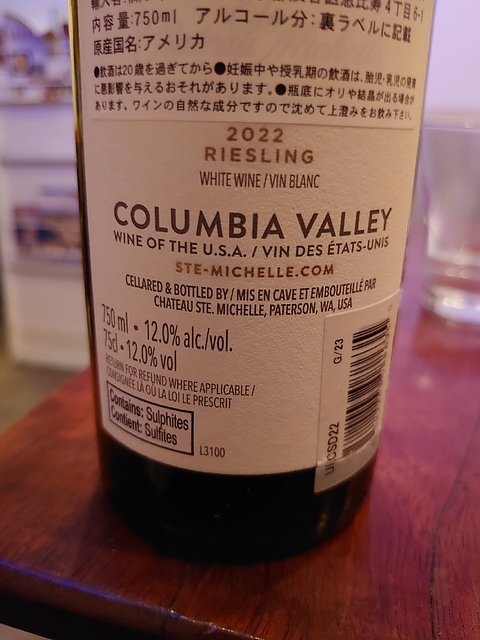 恵比寿4丁目6-1
内容量:750ml アルコール分:裏ラベルに記載
原産国名:アメリカ
●飲酒は20歳を過ぎてから●妊娠中や授乳期の飲酒は、胎児・乳児の発育
に悪影響を与えるおそれがあります。●瓶底にオリや結晶が出る場合が
あります。ワインの自然な成分ですので沈めて上澄みをお飲み下さい。
2022
RIESLING
WHITE WINE / VIN BLANC
COLUMBIA VALLEY
WINE OF THE U.S.A. / VIN DES ÉTATS-UNIS
STE-MICHELLE.COM
CELLARED & BOTTLED BY / MIS EN CAVE ET EMBOUTEILLÉ PAR
CHATEAU STE. MICHELLE, PATERSON, WA, USA
750 ml • 12.0% alc./vol.
75cl • 12.0% vol
RETURN FOR REFUND WHERE APPLICABLE /
CONSIGNÉE LÀ OÙ LA LOI LE PRESCRIT
Contains: Sulphites
Contient: Sulfites
L3100
G/23